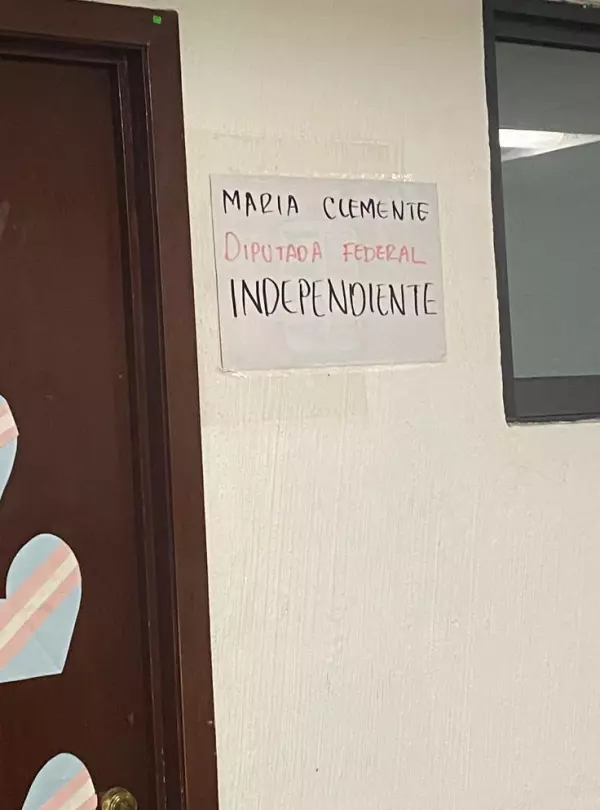 MARIA CLEMENTE
DIPUTADA FEDERAL
INDEPENDIENTE